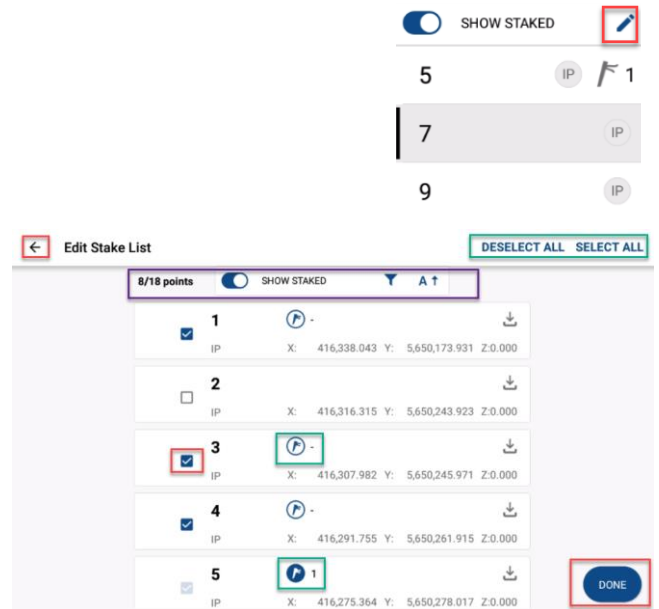 SHOW STAKED
5 IP 1
7 IP
9 IP
Edit Stake List DESELECT ALL SELECT ALL
8/18 points SHOW STAKED A↑
1 -
IP X: 416,338.043 Y: 5,650,173.931 Z:0.000
2
IP X: 416,316.315 Y: 5,650,243.923 Z:0.000
3 -
IP X: 416,307.982 Y: 5,650,245.971 Z:0.000
4 -
IP X: 416,291.755 Y: 5,650,261.915 Z:0.000
5 1
IP X: 416,275.364 Y: 5,650,278.017 Z:0.000
DONE